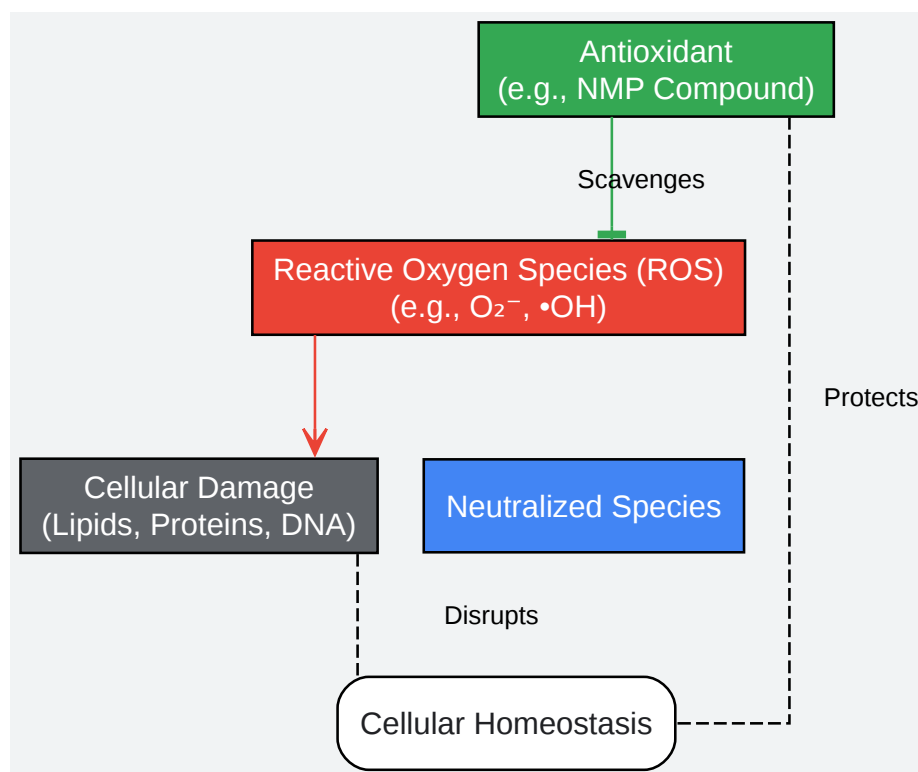 Antioxidant
(e.g., NMP Compound)
Scavenges
Reactive Oxygen Species (ROS)
(e.g., O₂⁻, •OH)
Protects
Cellular Damage
(Lipids, Proteins, DNA)
Neutralized Species
Disrupts
Cellular Homeostasis